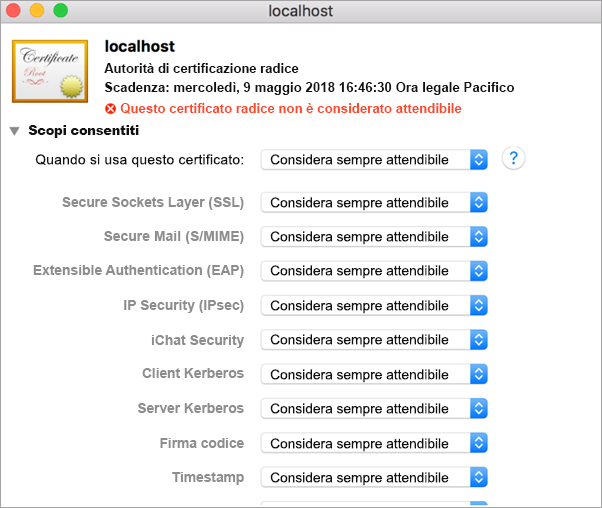 localhost
Certificate
Root
localhost
Autorità di certificazione radice
Scadenza: mercoledì, 9 maggio 2018 16:46:30 Ora legale Pacifico
Questo certificato radice non è considerato attendibile
Scopi consentiti
Quando si usa questo certificato: Considera sempre attendibile ?
Secure Sockets Layer (SSL) Considera sempre attendibile
Secure Mail (S/MIME) Considera sempre attendibile
Extensible Authentication (EAP) Considera sempre attendibile
IP Security (IPsec) Considera sempre attendibile
iChat Security Considera sempre attendibile
Client Kerberos Considera sempre attendibile
Server Kerberos Considera sempre attendibile
Firma codice Considera sempre attendibile
Timestamp Considera sempre attendibile